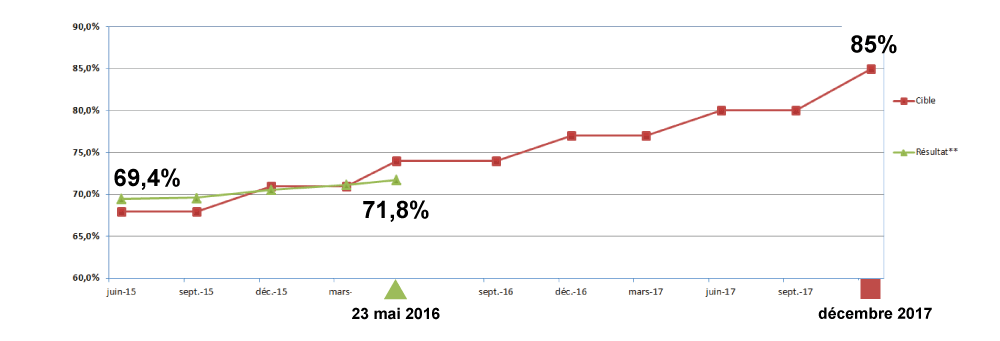 90,0%
85%
85,0%
Cible
80,0%
75,0%
Résultat**
69,4%
70,0%
71,8%
65,0%
60,0%
juin-15 sept.-15 déc.-15 mars- sept.-16 déc.-16 mars-17 juin-17 sept.-17
23 mai 2016 décembre 2017